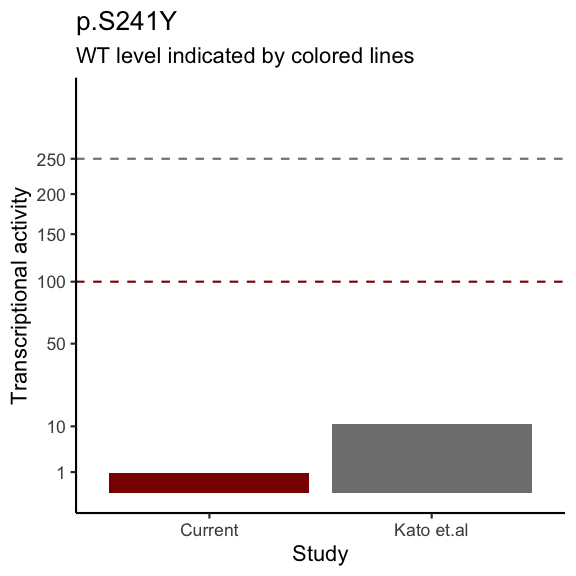 p.S241Y
WT level indicated by colored lines
Transcriptional activity
250
200
150
100
50
10
1
Current
Kato et.al
Study